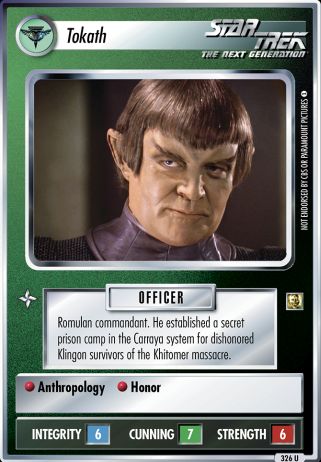 Tokath
STAR TREK
THE NEXT GENERATION
NOT ENDORSED BY CBS OR PARAMOUNT PICTURES
OFFICER
Romulan commandant. He established a secret
prison camp in the Carraya system for dishonored
Klingon survivors of the Khitomer massacre.
Anthropology Honor
INTEGRITY 6 CUNNING 7 STRENGTH 6
326 U